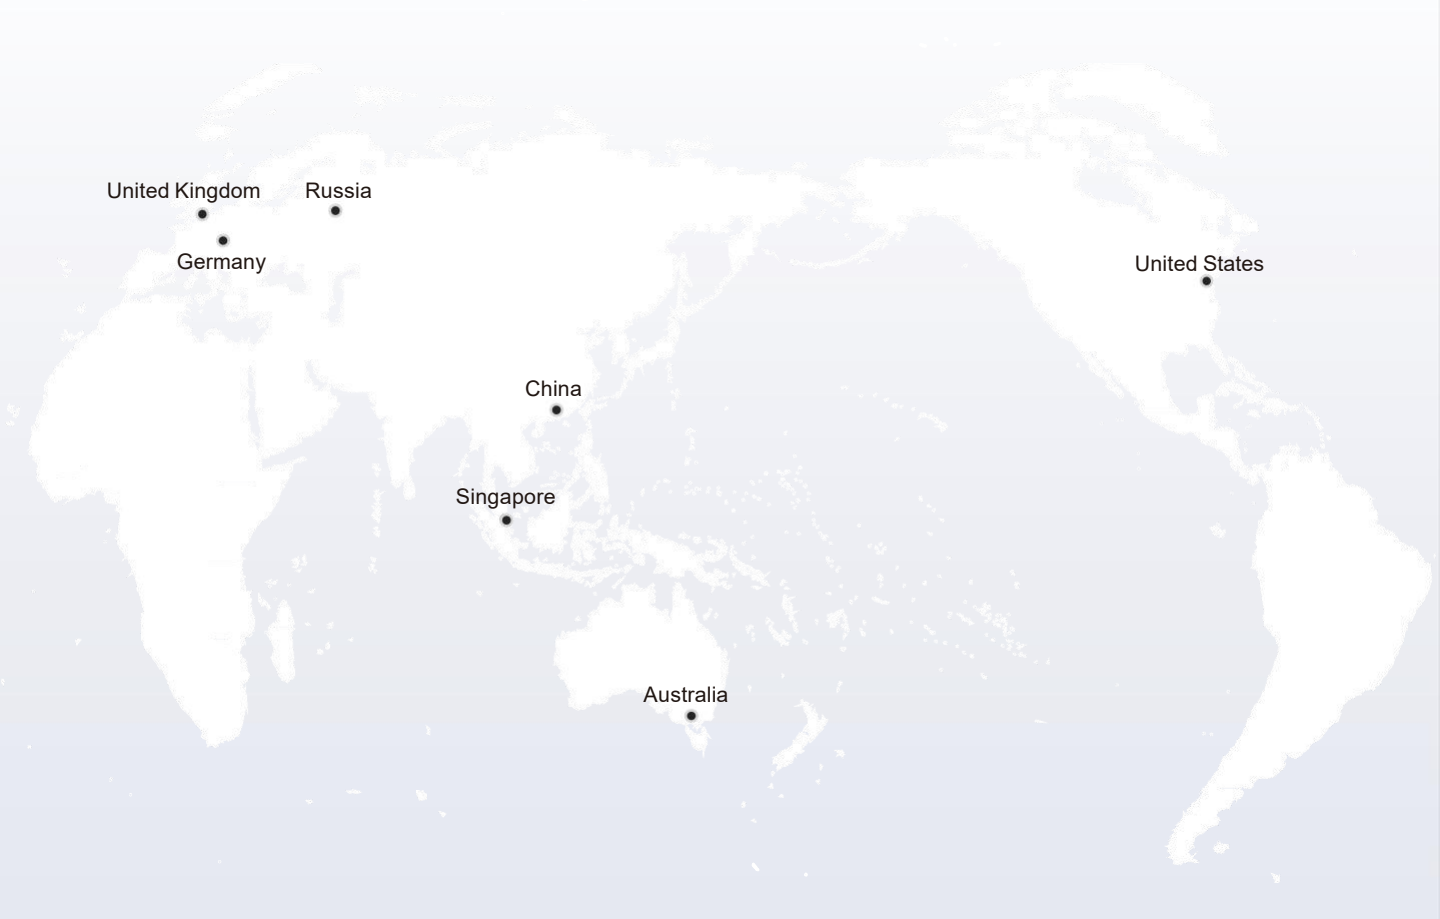 United Kingdom
Russia
Germany
United States
China
Singapore
Australia